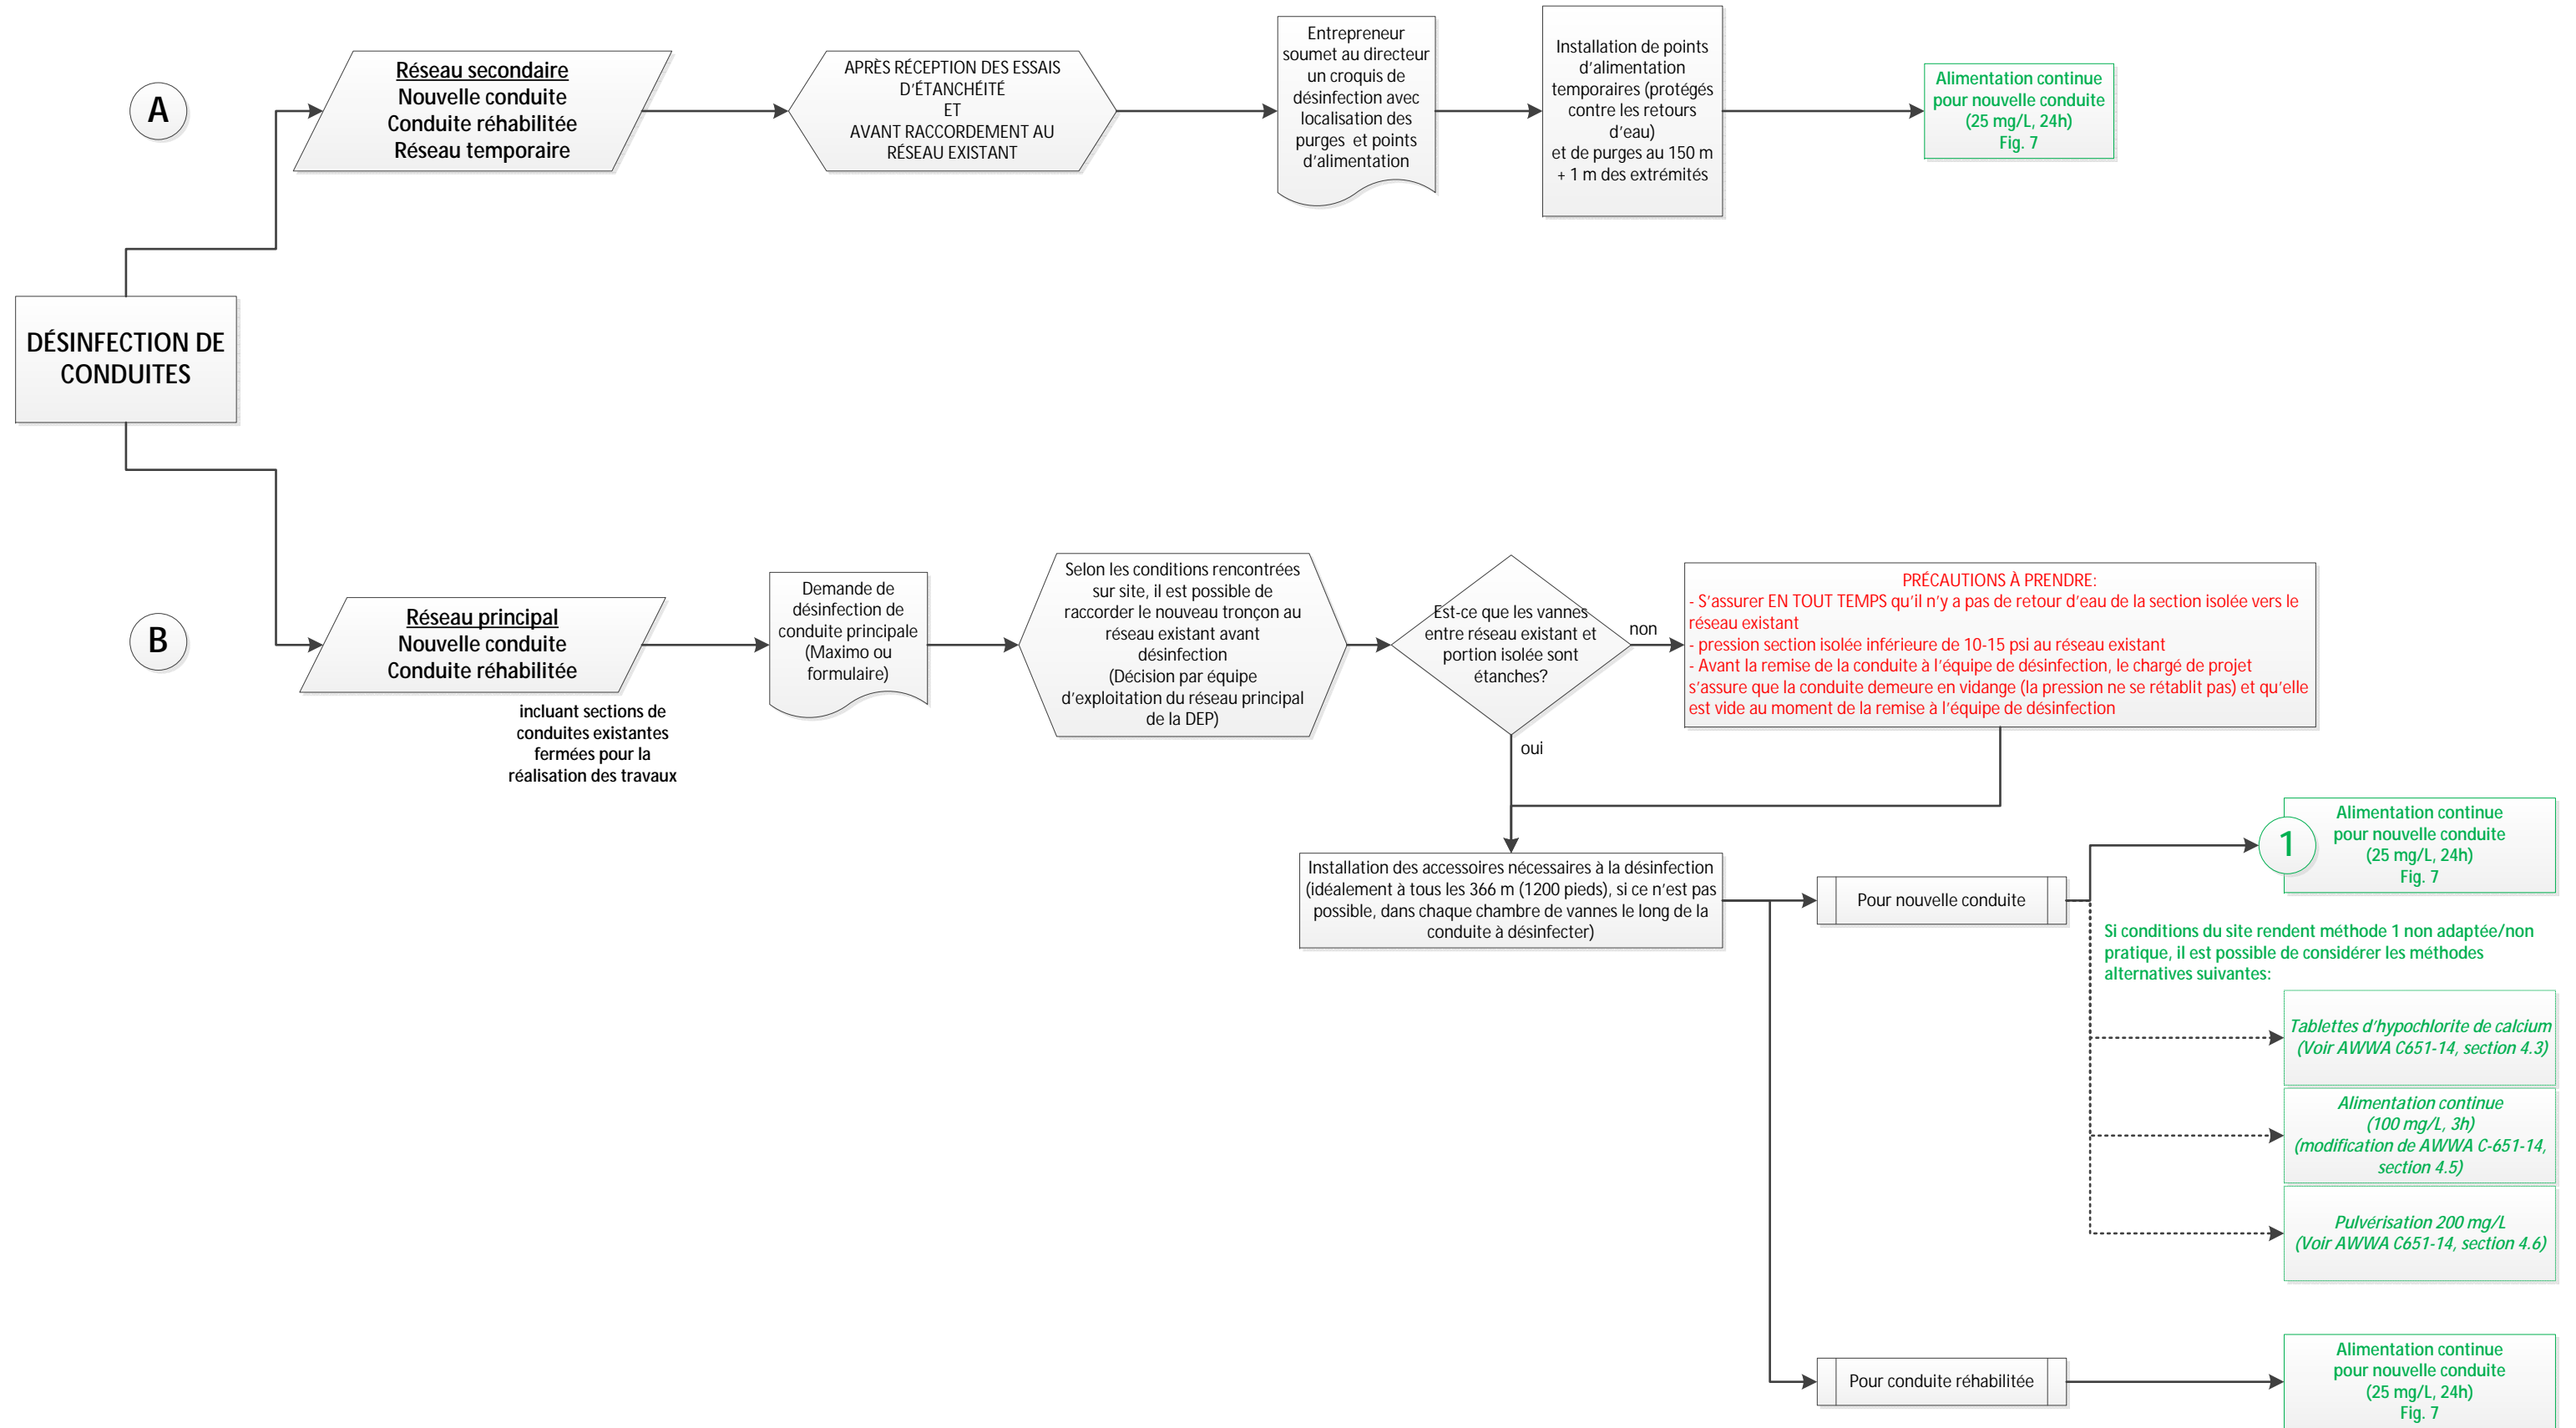 A
Réseau secondaire
Nouvelle conduite
Conduite réhabilitée
Réseau temporaire
APRÈS RÉCEPTION DES ESSAIS
D'ÉTANCHÉITÉ
ET
AVANT RACCORDEMENT AU
RÉSEAU EXISTANT
Entrepreneur
soumet au directeur
un croquis de
désinfection avec
localisation des
purges et points
d'alimentation
Installation de points
d'alimentation
temporaires (protégés
contre les retours
d'eau)
et de purges au 150 m
+ 1 m des extrémités
Alimentation continue
pour nouvelle conduite
(25 mg/L, 24h)
Fig. 7
DÉSINFECTION DE
CONDUITES
B
Réseau principal
Nouvelle conduite
Conduite réhabilitée
incluant sections de
conduites existantes
fermées pour la
réalisation des travaux
Demande de
désinfection de
conduite principale
(Maximo ou
formulaire)
Selon les conditions rencontrées
sur site, il est possible de
raccorder le nouveau tronçon au
réseau existant avant
désinfection
(Décision par équipe
d'exploitation du réseau principal
de la DEP)
Est-ce que les vannes
entre réseau existant et
portion isolée sont
étanches?
non
oui
PRÉCAUTIONS À PRENDRE:
- S'assurer EN TOUT TEMPS qu'il n'y a pas de retour d'eau de la section isolée vers le
réseau existant
- pression section isolée inférieure de 10-15 psi au réseau existant
- Avant la remise de la conduite à l'équipe de désinfection, le chargé de projet
s'assure que la conduite demeure en vidange (la pression ne se rétablit pas) et qu'elle
est vide au moment de la remise à l'équipe de désinfection
Installation des accessoires nécessaires à la désinfection
(idéalement à tous les 366 m (1200 pieds), si ce n'est pas
possible, dans chaque chambre de vannes le long de la
conduite à désinfecter)
Pour nouvelle conduite
1
Alimentation continue
pour nouvelle conduite
(25 mg/L, 24h)
Fig. 7
Si conditions du site rendent méthode 1 non adaptée/non
pratique, il est possible de considérer les méthodes
alternatives suivantes:
Tablettes d'hypochlorite de calcium
(Voir AWWA C651-14, section 4.3)
Alimentation continue
(100 mg/L, 3h)
(modification de AWWA C-651-14,
section 4.5)
Pulvérisation 200 mg/L
(Voir AWWA C651-14, section 4.6)
Pour conduite réhabilitée
Alimentation continue
pour nouvelle conduite
(25 mg/L, 24h)
Fig. 7